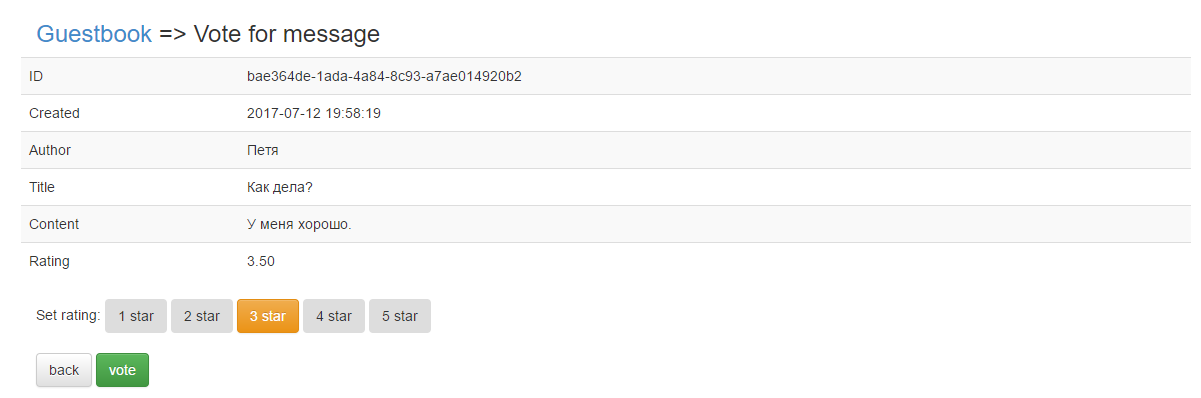 Guestbook => Vote for message
ID bae364de-1ada-4a84-8c93-a7ae014920b2
Created 2017-07-12 19:58:19
Author Петя
Title Как дела?
Content У меня хорошо.
Rating 3.50
Set rating: 1 star 2 star 3 star 4 star 5 star
back vote